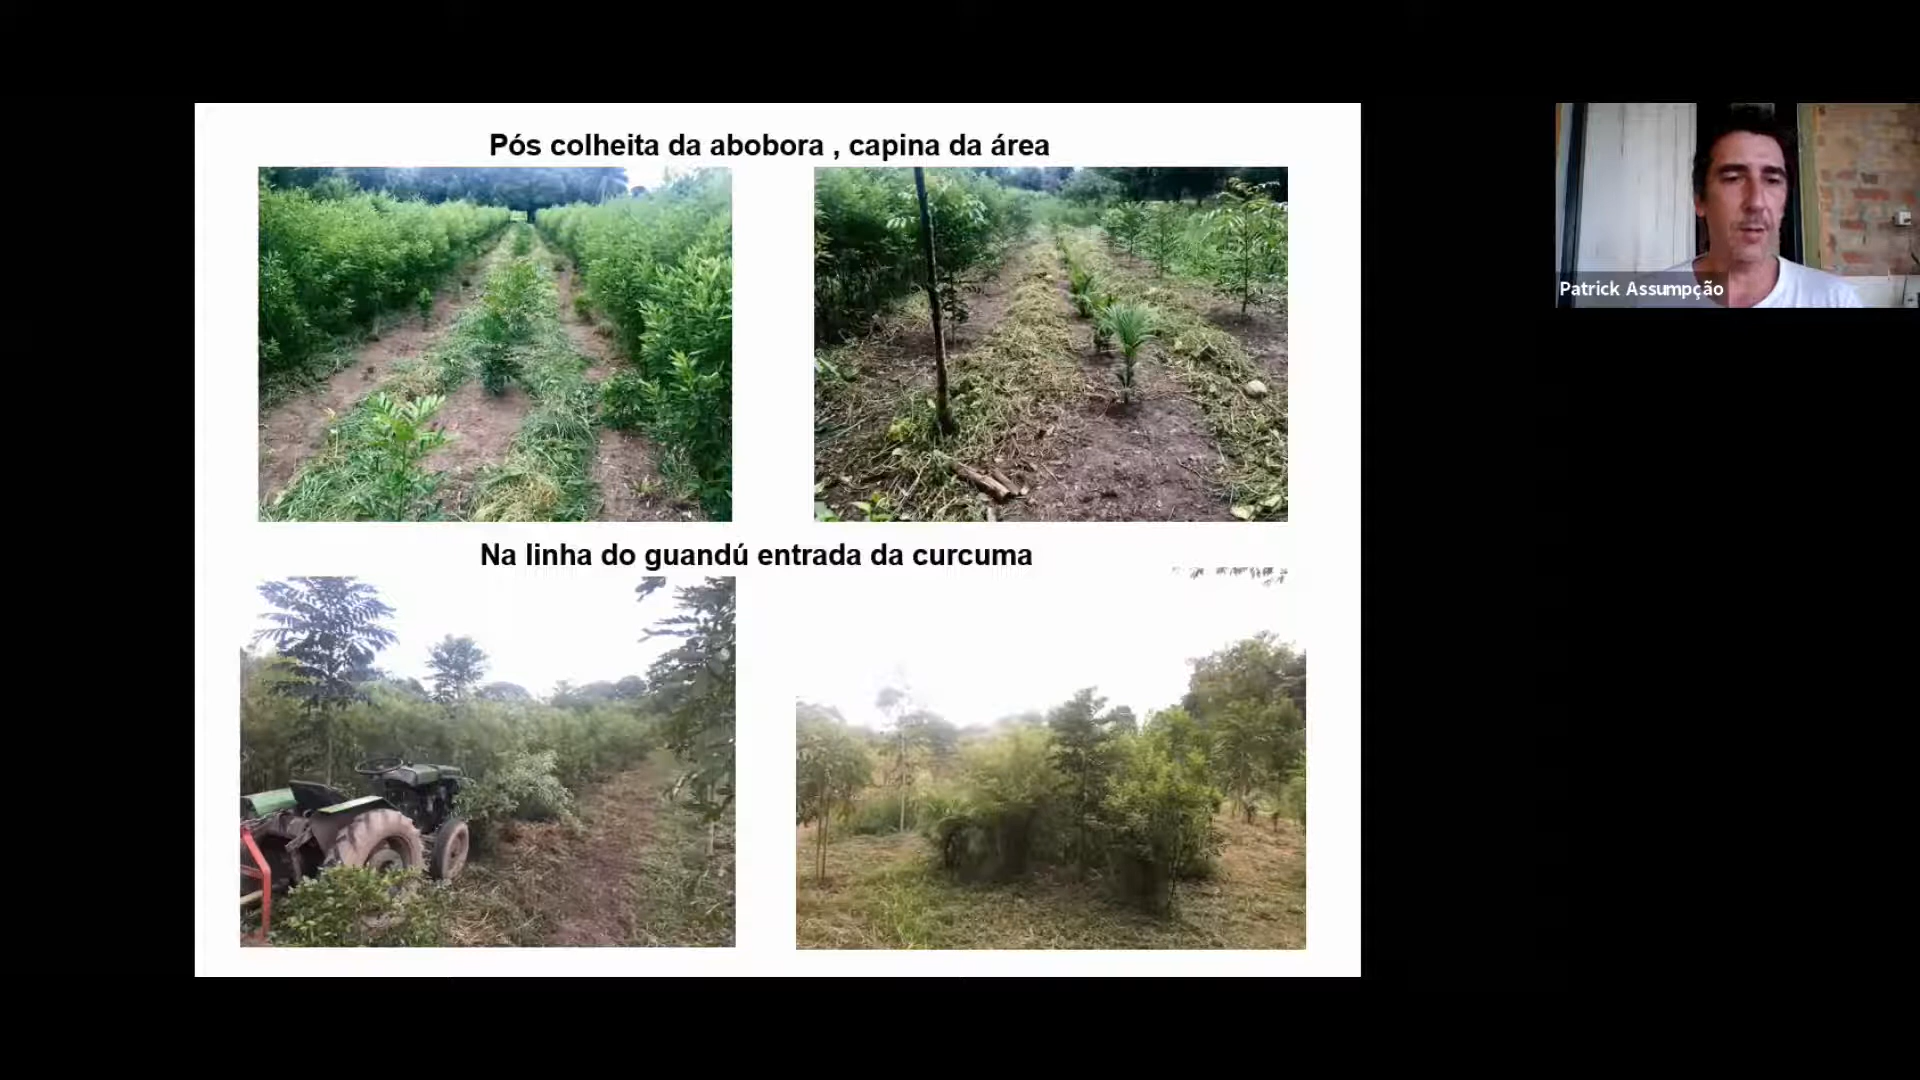 Pós colheita da abobora , capina da área
Patrick Assumpção
Na linha do guandú entrada da curcuma